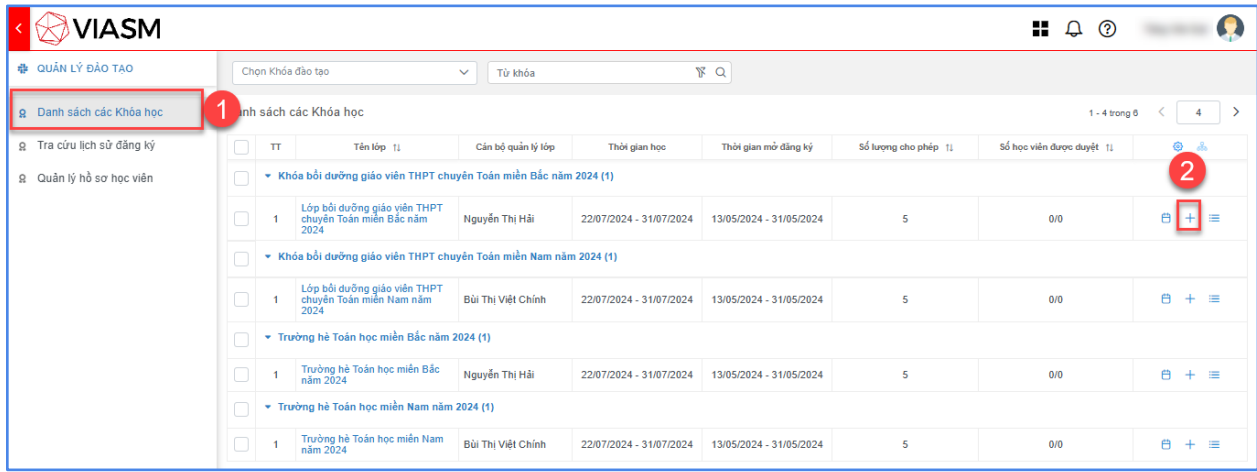 VIASM
QUẢN LÝ ĐÀO TẠO
Chọn Khóa đào tạo
Từ khóa
Danh sách các Khóa học
1
nh sách các Khóa học
1 - 4 trong 6
4
Tra cứu lịch sử đăng ký
Quản lý hồ sơ học viên
TT
Tên lớp
Cán bộ quản lý lớp
Thời gian học
Thời gian mở đăng ký
Số lượng cho phép
Số học viên được duyệt
2
Khóa bồi dưỡng giáo viên THPT chuyên Toán miền Bắc năm 2024 (1)
1
Lớp bồi dưỡng giáo viên THPT
chuyên Toán miền Bắc năm
2024
Nguyễn Thị Hải
22/07/2024 - 31/07/2024
13/05/2024 - 31/05/2024
5
0/0
Khóa bồi dưỡng giáo viên THPT chuyên Toán miền Nam năm 2024 (1)
1
Lớp bồi dưỡng giáo viên THPT
chuyên Toán miền Nam năm
2024
Bùi Thị Việt Chinh
22/07/2024 - 31/07/2024
13/05/2024 - 31/05/2024
5
0/0
Trường hè Toán học miền Bắc năm 2024 (1)
1
Trường hè Toán học miền Bắc
năm 2024
Nguyễn Thị Hải
22/07/2024 - 31/07/2024
13/05/2024 - 31/05/2024
5
0/0
Trường hè Toán học miền Nam năm 2024 (1)
1
Trường hè Toán học miền Nam
năm 2024
Bùi Thị Việt Chinh
22/07/2024 - 31/07/2024
13/05/2024 - 31/05/2024
5
0/0